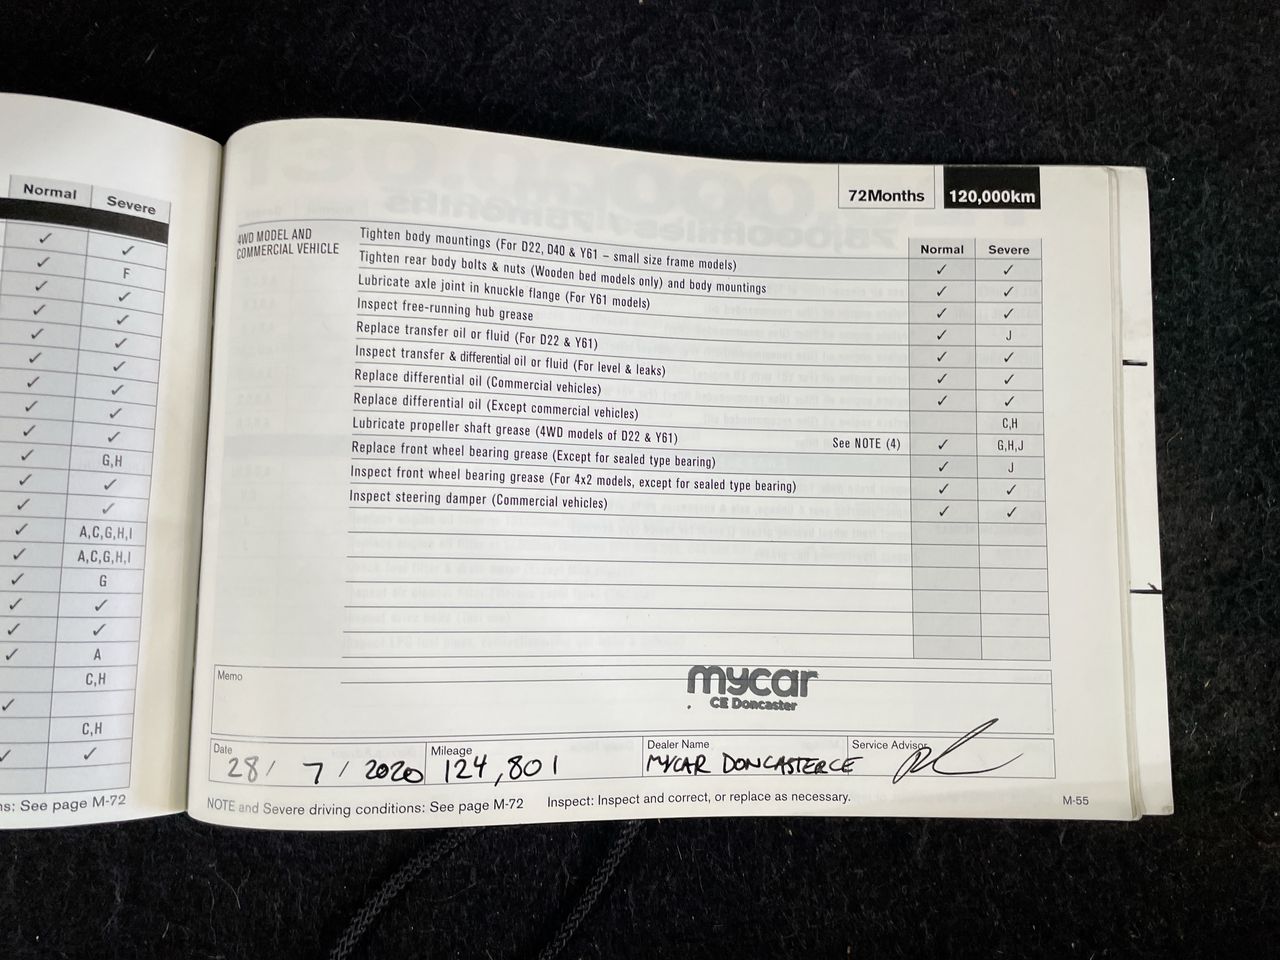 Normal Severe
✓ ✓
✓ F
✓ ✓
✓ ✓
✓ ✓
✓ ✓
✓ ✓
✓ ✓
✓ ✓
✓ G,H
✓ ✓
✓ ✓
✓ A,C,G,H,I
✓ A,C,G,H,I
✓ G
✓ ✓
✓ ✓
✓ A
C,H
✓
C,H
✓ ✓
See page M-72
72Months 120,000km
Normal Severe
4WD MODEL AND
COMMERCIAL VEHICLE
Tighten body mountings (For D22, D40 & Y61 – small size frame models) ✓ ✓
Tighten rear body bolts & nuts (Wooden bed models only) and body mountings ✓ ✓
Lubricate axle joint in knuckle flange (For Y61 models) ✓ ✓
Inspect free-running hub grease ✓ J
Replace transfer oil or fluid (For D22 & Y61) ✓ ✓
Inspect transfer & differential oil or fluid (For level & leaks) ✓ ✓
Replace differential oil (Commercial vehicles) ✓ ✓
Replace differential oil (Except commercial vehicles) C,H
Lubricate propeller shaft grease (4WD models of D22 & Y61) See NOTE (4) ✓ G,H,J
Replace front wheel bearing grease (Except for sealed type bearing) ✓ J
Inspect front wheel bearing grease (For 4x2 models, except for sealed type bearing) ✓ ✓
Inspect steering damper (Commercial vehicles) ✓ ✓
Memo
mycar
CE Doncaster
Date Mileage Dealer Name Service Advisor
28/ 7 / 2020 124,801 MYCAR DONCASTERCE
NOTE and Severe driving conditions: See page M-72 Inspect: Inspect and correct, or replace as necessary.
M-55